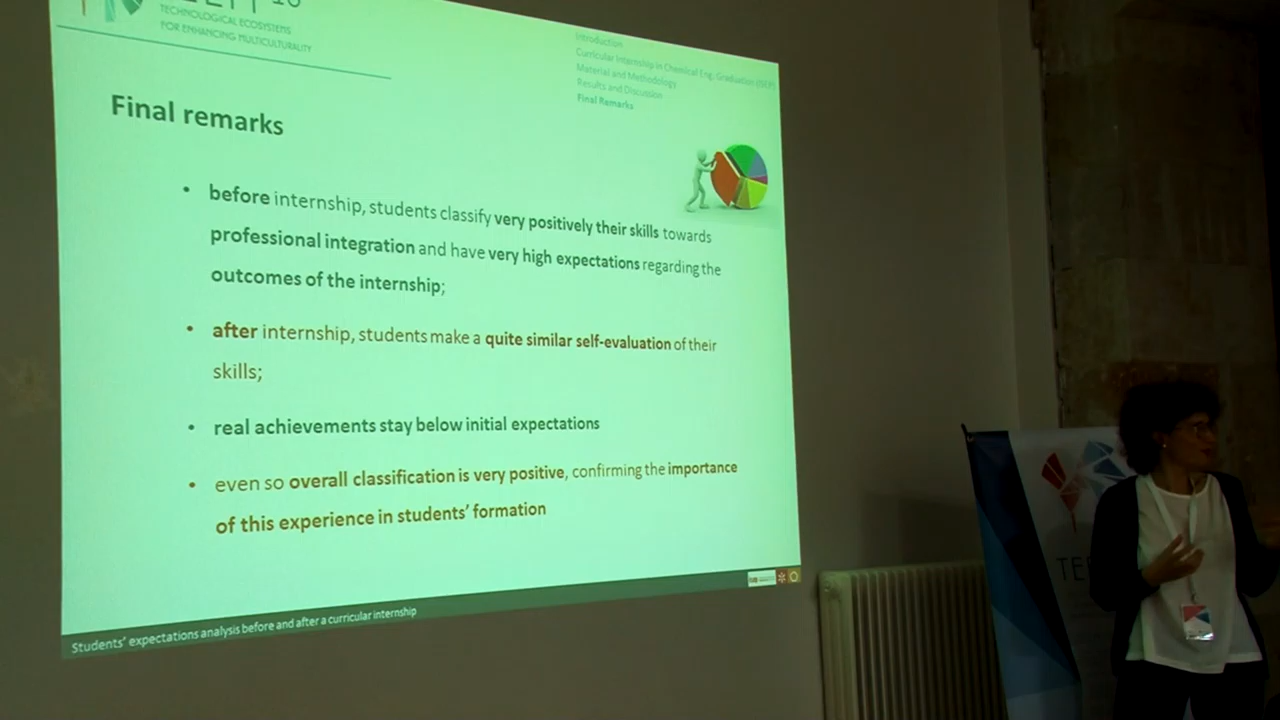 TECHNOLOGICAL ECOSYSTEMS
FOR ENHANCING MULTICULTURALITY
Introduction
Curricular Internship in Chemical Eng. Graduation (ISEP)
Material and Methodology
Results and Discussion
Final Remarks
Final remarks
• before internship, students classify very positively their skills towards
professional integration and have very high expectations regarding the
outcomes of the internship;
• after internship, students make a quite similar self-evaluation of their
skills;
• real achievements stay below initial expectations
• even so overall classification is very positive, confirming the importance
of this experience in students' formation
Students' expectations analysis before and after a curricular internship